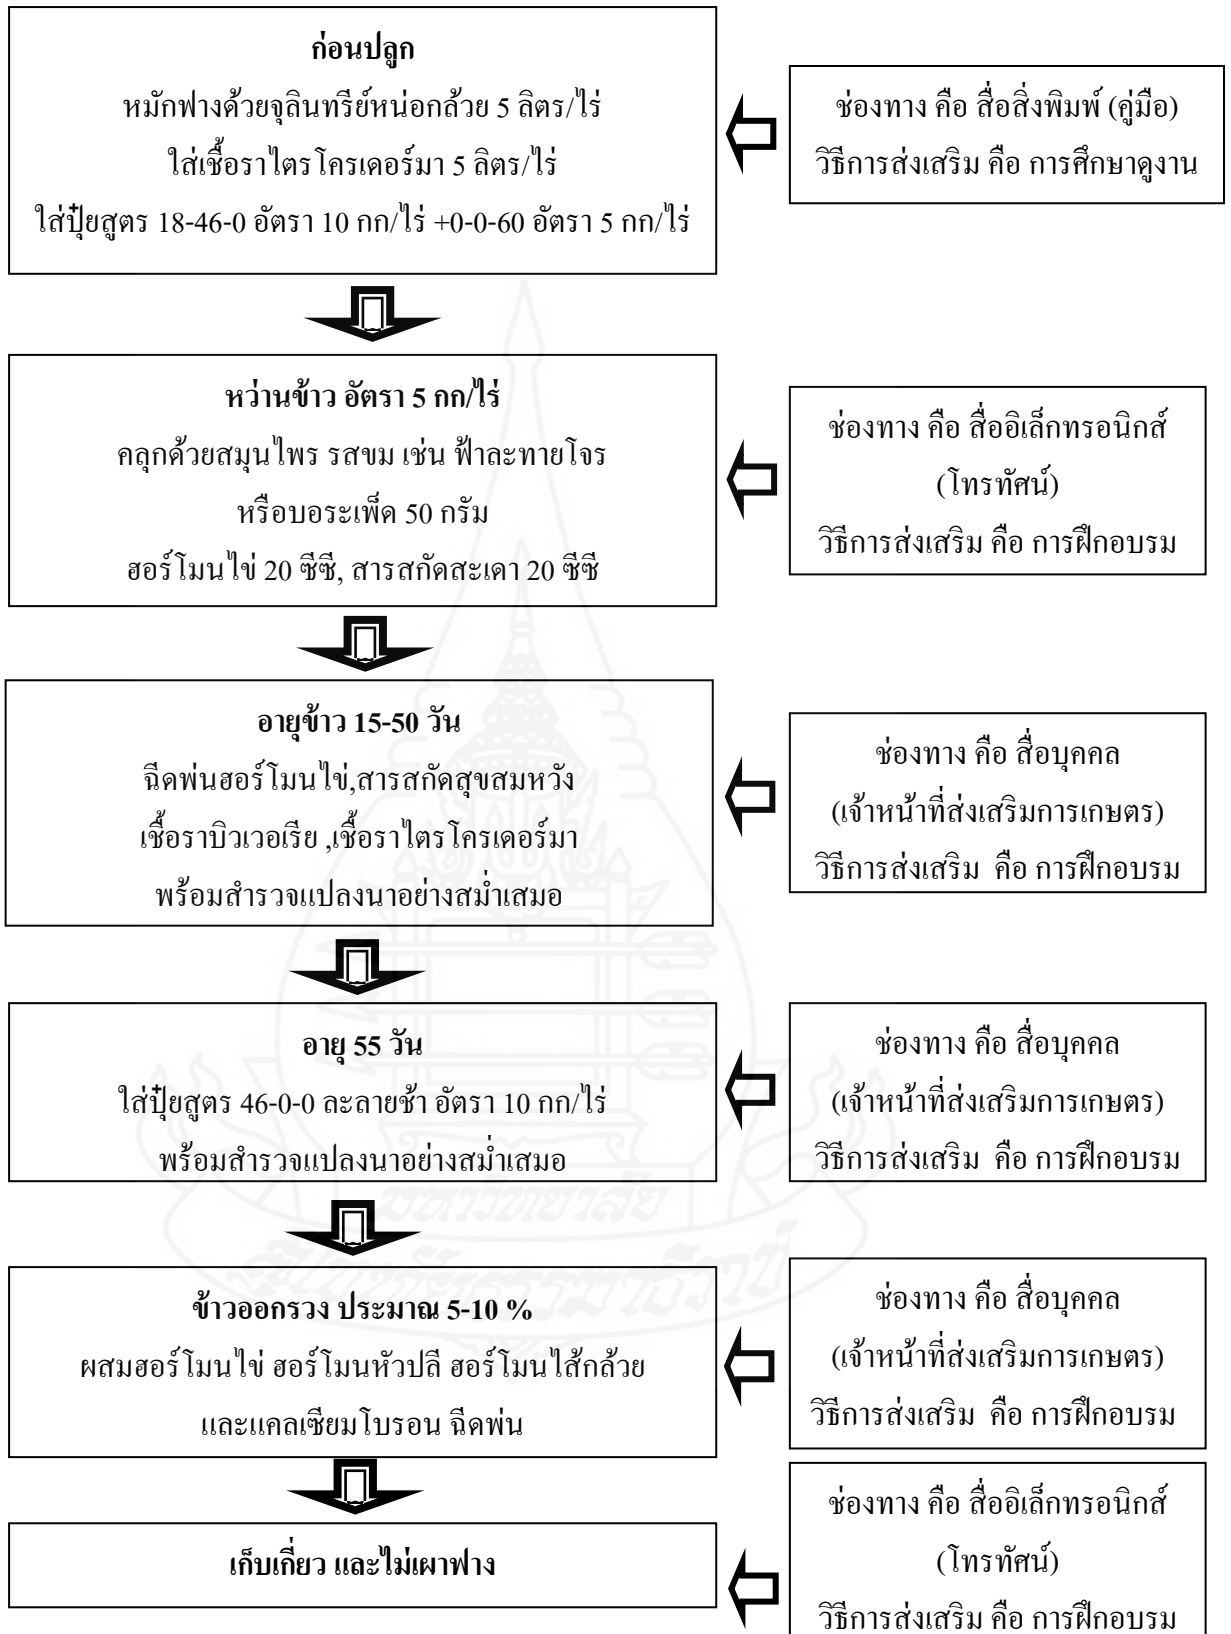 ก่อนปลูก
หมักฟางด้วยจุลินทรีย์หน่อกล้วย 5 ลิตร/ไร่
ใส่เชื้อราไตรโครเดอร์มา 5 ลิตร/ไร่
ใส่ปุ๋ยสูตร 18-46-0 อัตรา 10 กก/ไร่ +0-0-60 อัตรา 5 กก/ไร่
ช่องทาง คือ สื่อสิ่งพิมพ์ (คู่มือ)
วิธีการส่งเสริม คือ การศึกษาดูงาน
หว่านข้าว อัตรา 5 กก/ไร่
คลุกด้วยสมุนไพร รสขม เช่น ฟ้าละทายโจร
หรือบอระเพ็ด 50 กรัม
ฮอร์โมนไข่ 20 ซีซี, สารสกัดสะเดา 20 ซีซี
ช่องทาง คือ สื่ออิเล็กทรอนิกส์
(โทรทัศน์)
วิธีการส่งเสริม คือ การฝึกอบรม
อายุข้าว 15-50 วัน
ฉีดพ่นฮอร์โมนไข่,สารสกัดสุขสมหวัง
เชื้อราบิวเวอเรีย ,เชื้อราไตรโครเดอร์มา
พร้อมสำรวจแปลงนาอย่างสม่ำเสมอ
ช่องทาง คือ สื่อบุคคล
(เจ้าหน้าที่ส่งเสริมการเกษตร)
วิธีการส่งเสริม  คือ การฝึกอบรม
อายุ 55 วัน
ใส่ปุ๋ยสูตร 46-0-0 ละลายช้า อัตรา 10 กก/ไร่
พร้อมสำรวจแปลงนาอย่างสม่ำเสมอ
ช่องทาง คือ สื่อบุคคล
(เจ้าหน้าที่ส่งเสริมการเกษตร)
วิธีการส่งเสริม  คือ การฝึกอบรม
มหาวิทยาลัย
สุโขทัยธรรมาธิราช
ข้าวออกรวง ประมาณ 5-10 %
ผสมฮอร์โมนไข่ ฮอร์โมนหัวปลี ฮอร์โมนไส้กล้วย
และแคลเซียมโบรอน ฉีดพ่น
ช่องทาง คือ สื่อบุคคล
(เจ้าหน้าที่ส่งเสริมการเกษตร)
วิธีการส่งเสริม  คือ การฝึกอบรม
เก็บเกี่ยว และไม่เผาฟาง
ช่องทาง คือ สื่ออิเล็กทรอนิกส์
(โทรทัศน์)
วิธีการส่งเสริม คือ การฝึกอบรม